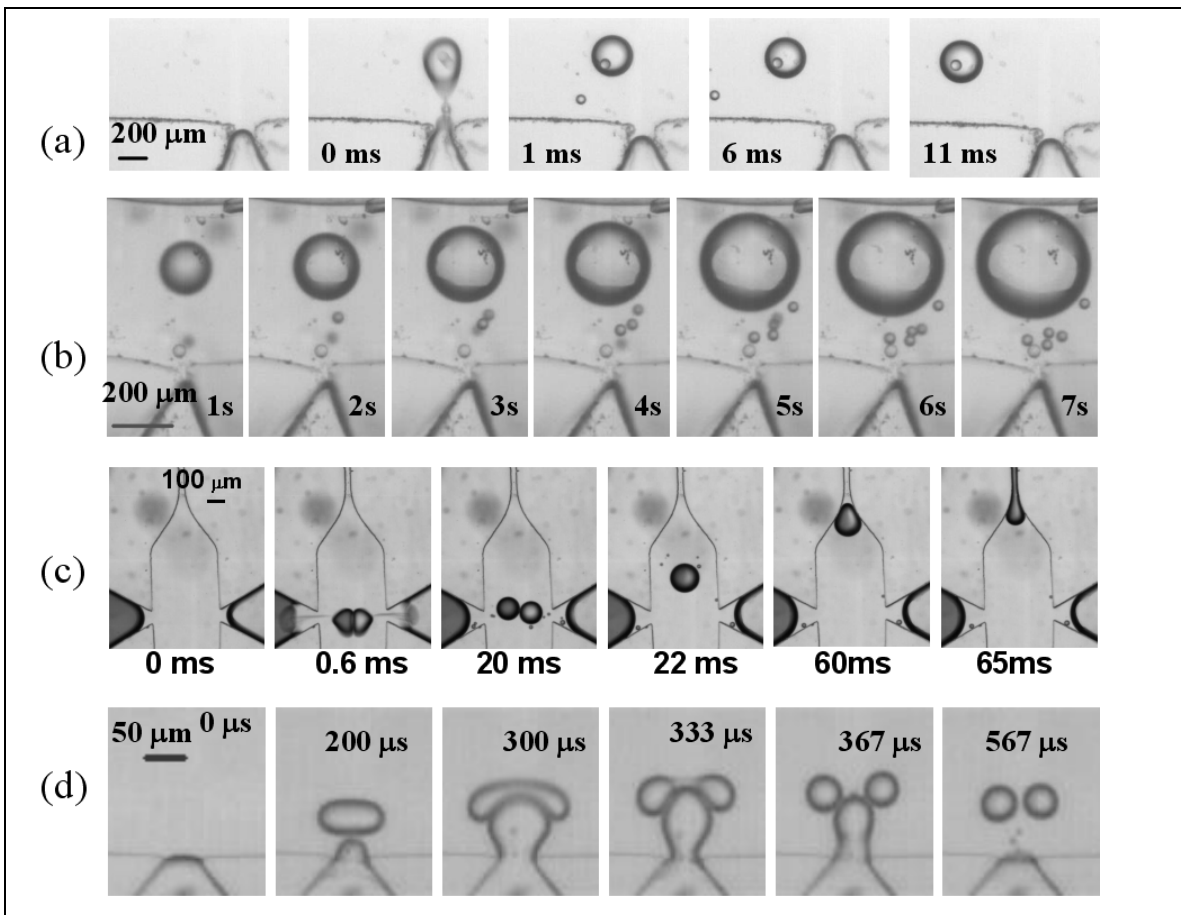 (a)
200 μm
0 ms
1 ms
6 ms
11 ms
(b)
200 μm
1s
2s
3s
4s
5s
6s
7s
(c)
100 μm
0 ms
0.6 ms
20 ms
22 ms
60ms
65ms
(d)
50 μm
0 μs
200 μs
300 μs
333 μs
367 μs
567 μs